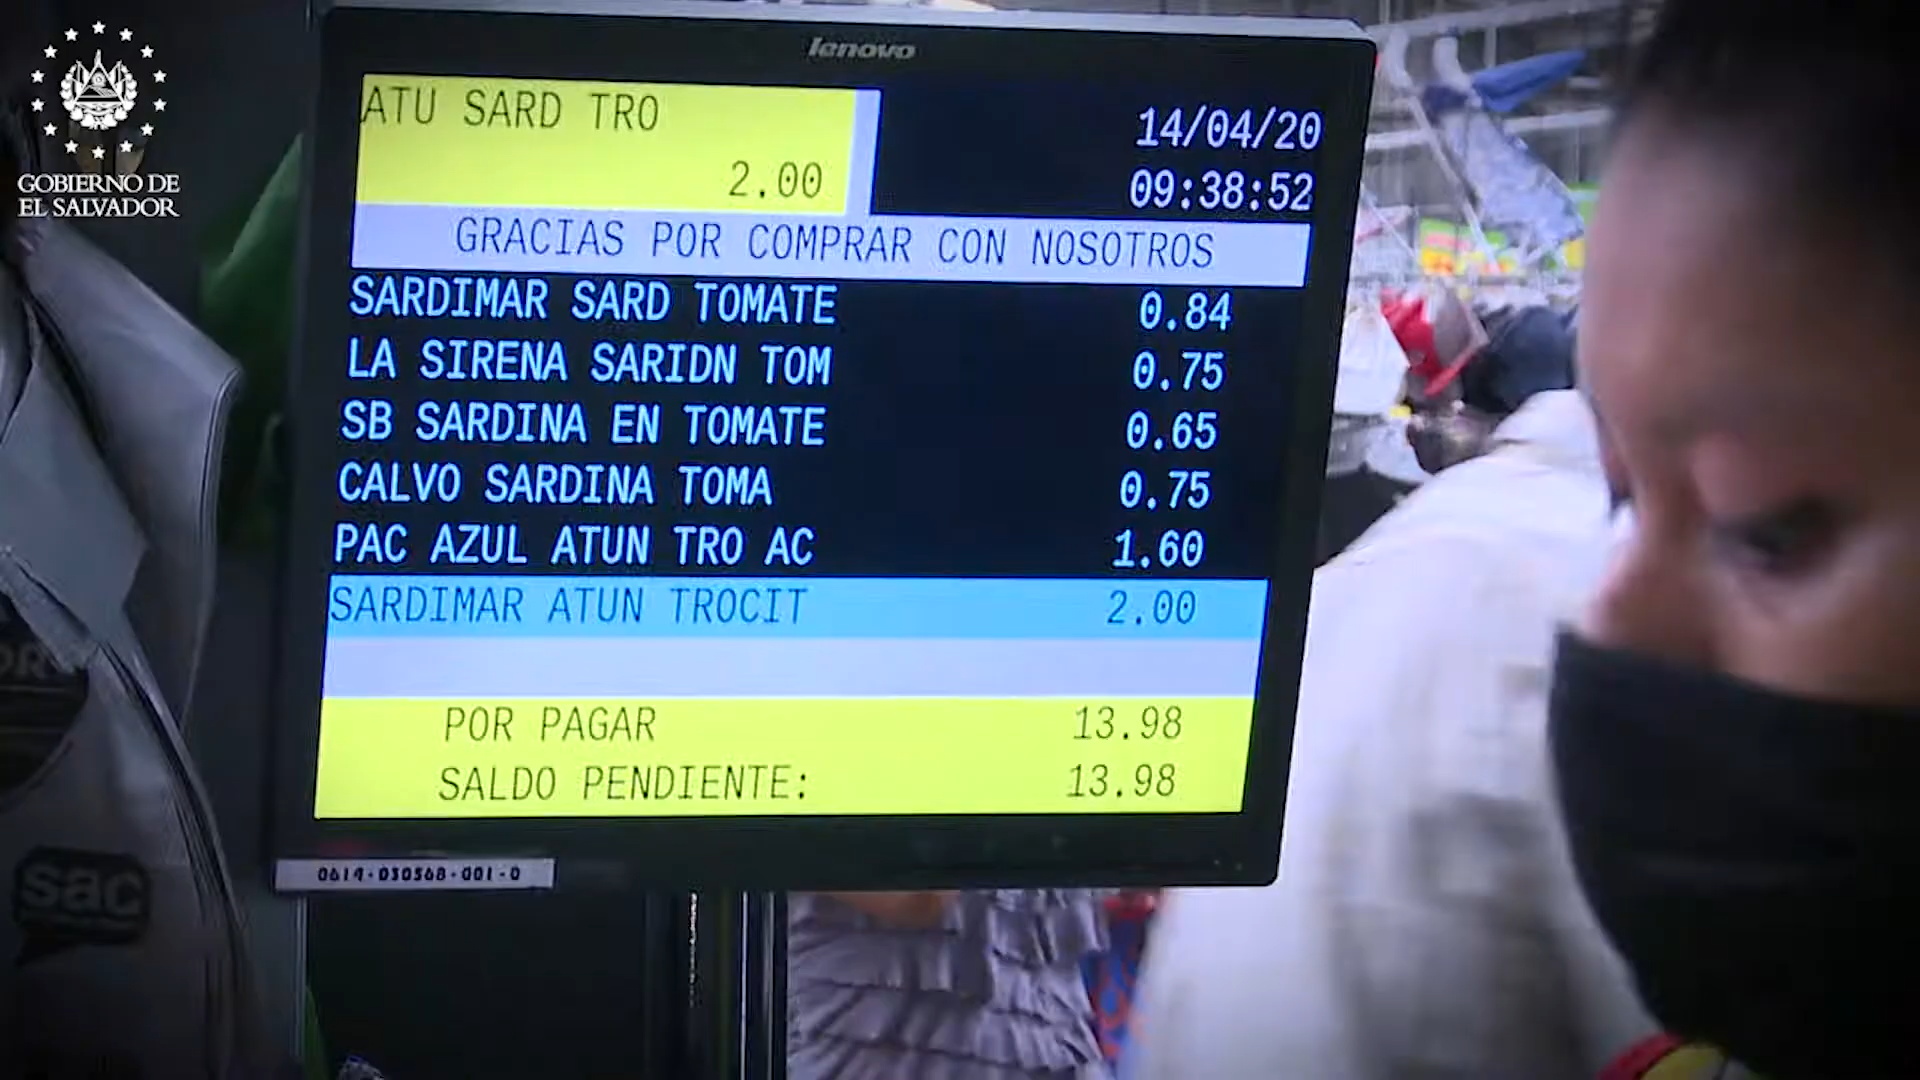 GOBIERNO DE
EL SALVADOR
lenovo
ATU SARD TRO
2.00
14/04/20
09:38:52
GRACIAS POR COMPRAR CON NOSOTROS
SARDIMAR SARD TOMATE 0.84
LA SIRENA SARIDN TOM 0.75
SB SARDINA EN TOMATE 0.65
CALVO SARDINA TOMA 0.75
PAC AZUL ATUN TRO AC 1.60
SARDIMAR ATUN TROCIT 2.00
POR PAGAR 13.98
SALDO PENDIENTE: 13.98
0614-030568-001-0
sac